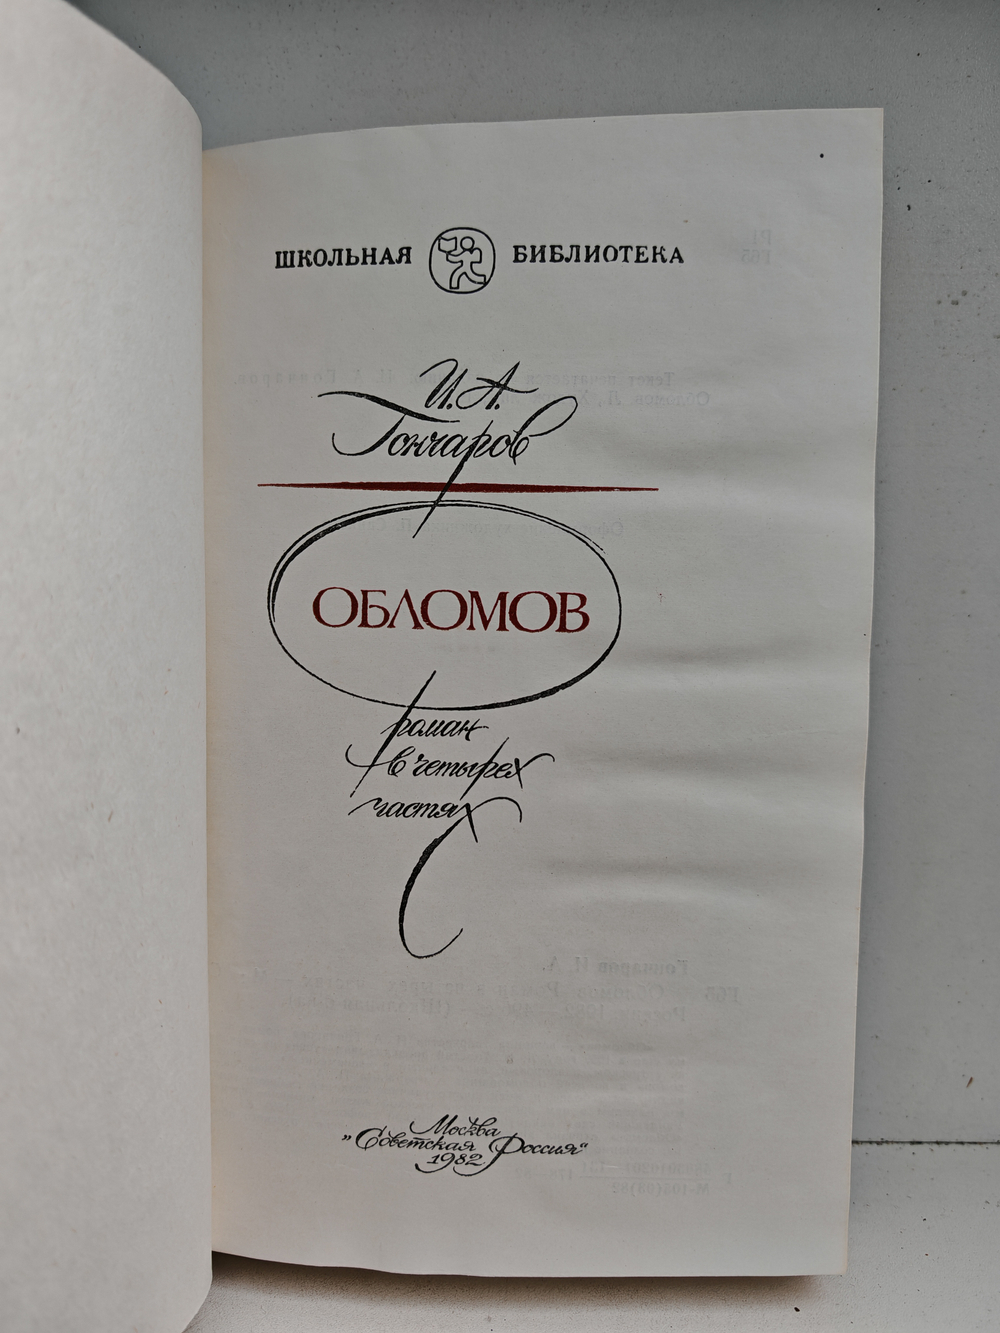 ШКОЛЬНАЯ БИБЛИОТЕКА
И. А.
Гончаров
ОБЛОМОВ
роман
в четырех
частях
Москва
"Советская Россия"
1982